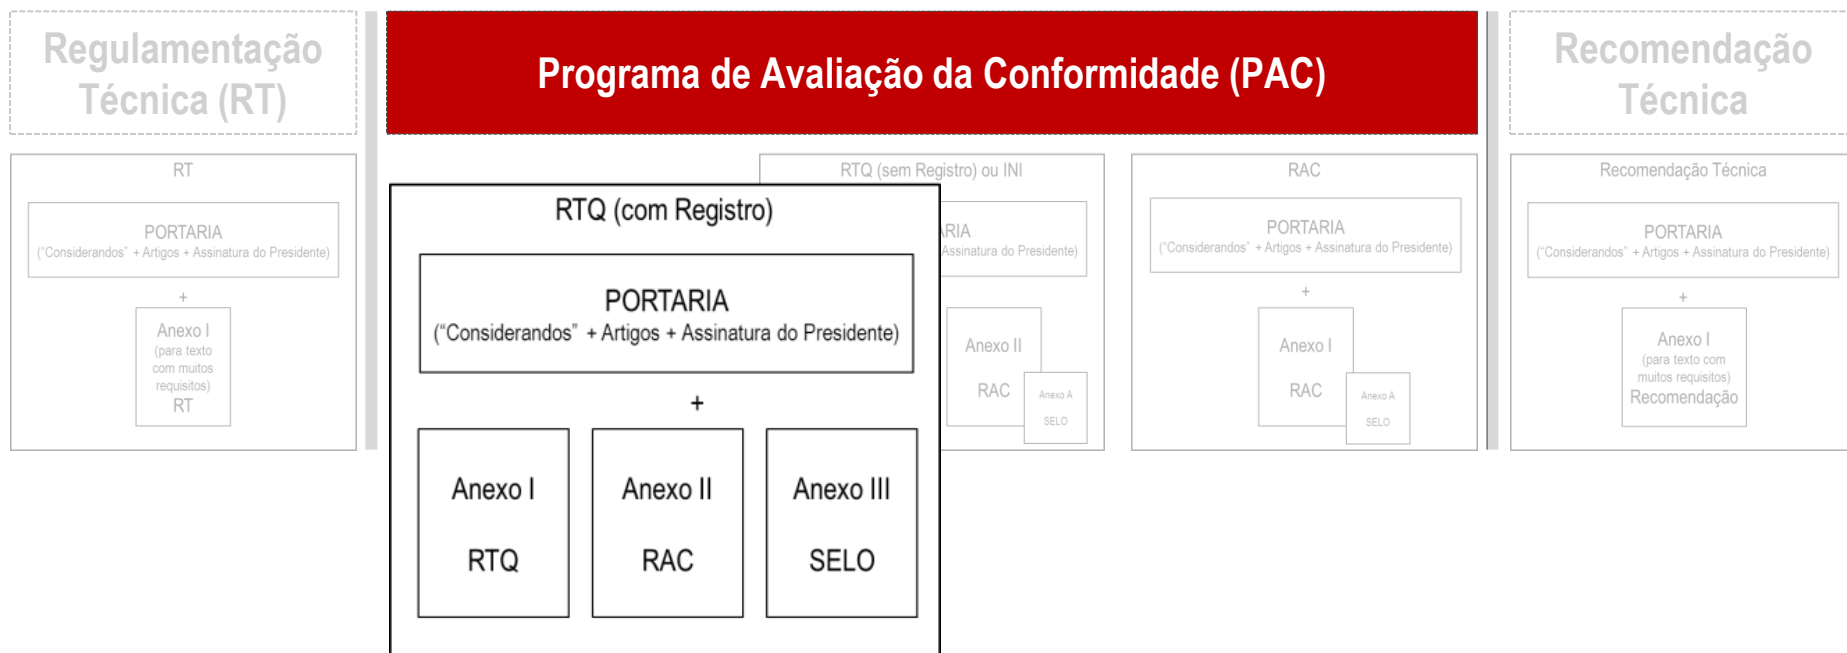 Regulamentação
Técnica (RT)
Programa de Avaliação da Conformidade (PAC)
Recomendação
Técnica
RT
PORTARIA
("Considerandos" + Artigos + Assinatura do Presidente)
+
Anexo I
(para texto
com muitos
requisitos)
RT
RTQ (com Registro)
PORTARIA
("Considerandos" + Artigos + Assinatura do Presidente)
+
Anexo I
RTQ
Anexo II
RAC
Anexo III
SELO
RTQ (sem Registro) ou INI
Assinatura do Presidente)
Anexo II
RAC
Anexo A
SELO
RAC
PORTARIA
("Considerandos" + Artigos + Assinatura do Presidente)
+
Anexo I
RAC
Anexo A
SELO
Recomendação Técnica
PORTARIA
("Considerandos" + Artigos + Assinatura do Presidente)
+
Anexo I
(para texto com
muitos requisitos)
Recomendação